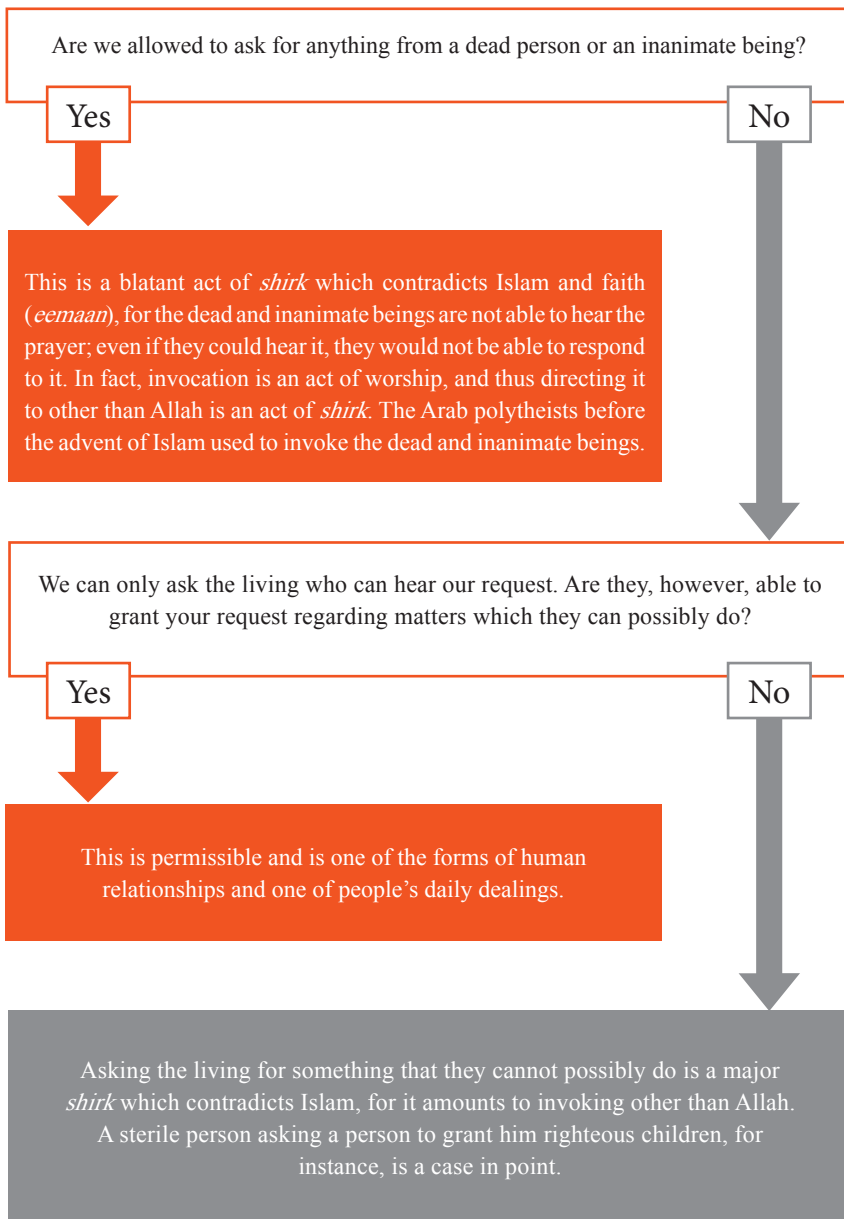 Are we allowed to ask for anything from a dead person or an inanimate being?
Yes
No
This is a blatant act of shirk which contradicts Islam and faith
(eemaan), for the dead and inanimate beings are not able to hear the
prayer; even if they could hear it, they would not be able to respond
to it. In fact, invocation is an act of worship, and thus directing it
to other than Allah is an act of shirk. The Arab polytheists before
the advent of Islam used to invoke the dead and inanimate beings.
We can only ask the living who can hear our request. Are they, however, able to
grant your request regarding matters which they can possibly do?
Yes
No
This is permissible and is one of the forms of human
relationships and one of people’s daily dealings.
Asking the living for something that they cannot possibly do is a major
shirk which contradicts Islam, for it amounts to invoking other than Allah.
A sterile person asking a person to grant him righteous children, for
instance, is a case in point.